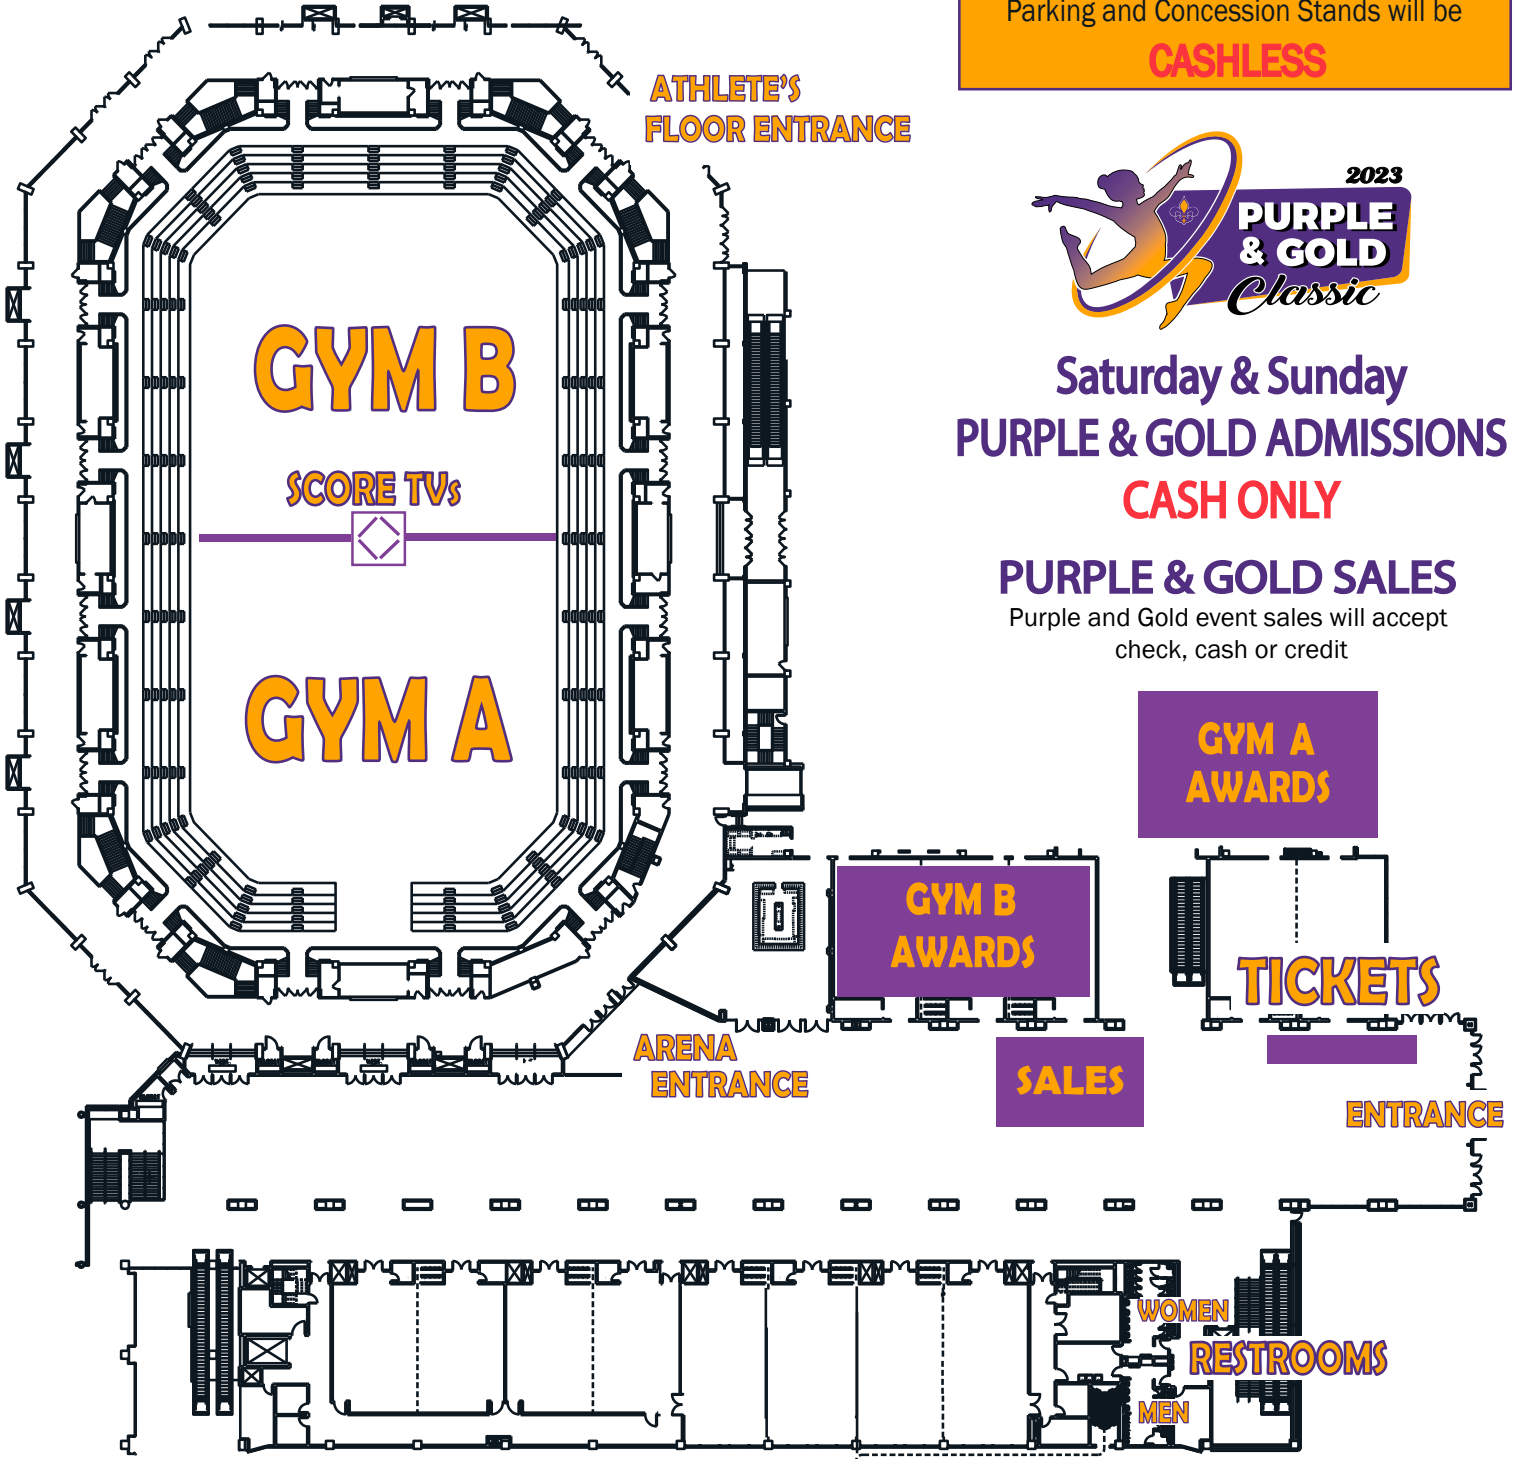 Parking and Concession Stands will be
CASHLESS
ATHLETE'S
FLOOR ENTRANCE
2023
PURPLE
& GOLD
Classic
GYM B
Saturday & Sunday
PURPLE & GOLD ADMISSIONS
CASH ONLY
SCORE TVs
PURPLE & GOLD SALES
Purple and Gold event sales will accept
check, cash or credit
GYM A
GYM A
AWARDS
GYM B
AWARDS
TICKETS
ARENA
ENTRANCE
SALES
ENTRANCE
WOMEN
RESTROOMS
MEN